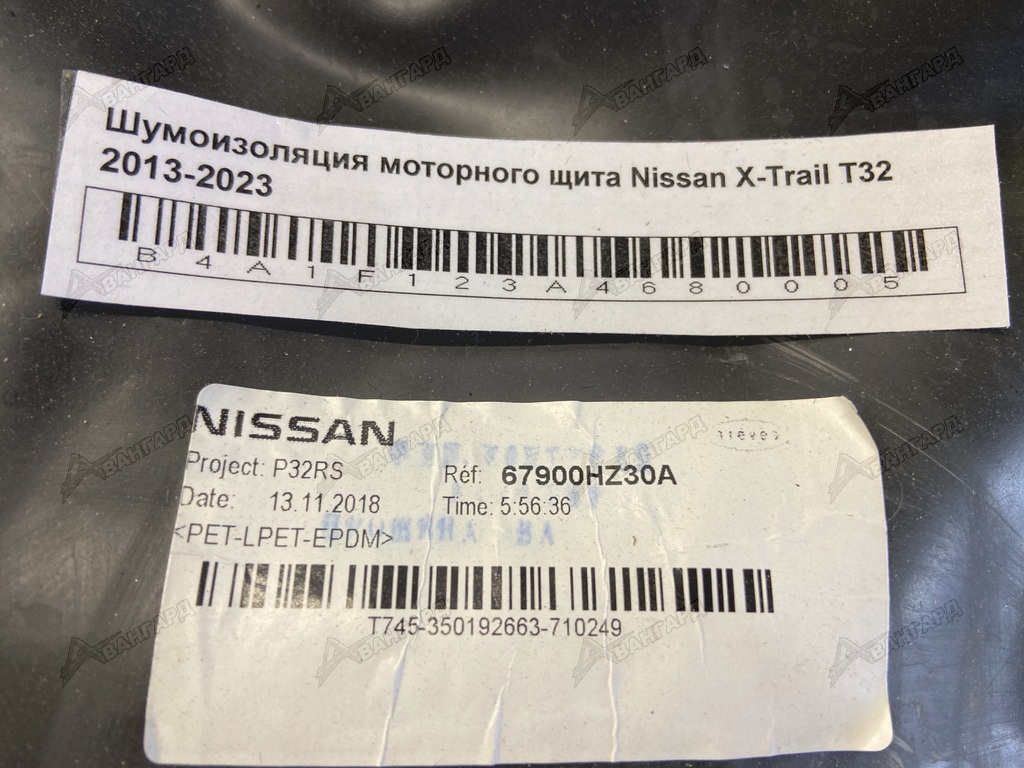 Шумоизоляция моторного щита Nissan X-Trail T32
2013-2023
B4A1F123A4680005
NISSAN
Project: P32RS
Réf: 67900HZ30A
Date: 13.11.2018
Time: 5:56:36
<PET-LPET-EPDM>
T745-350192663-710249
АВАНГАРД